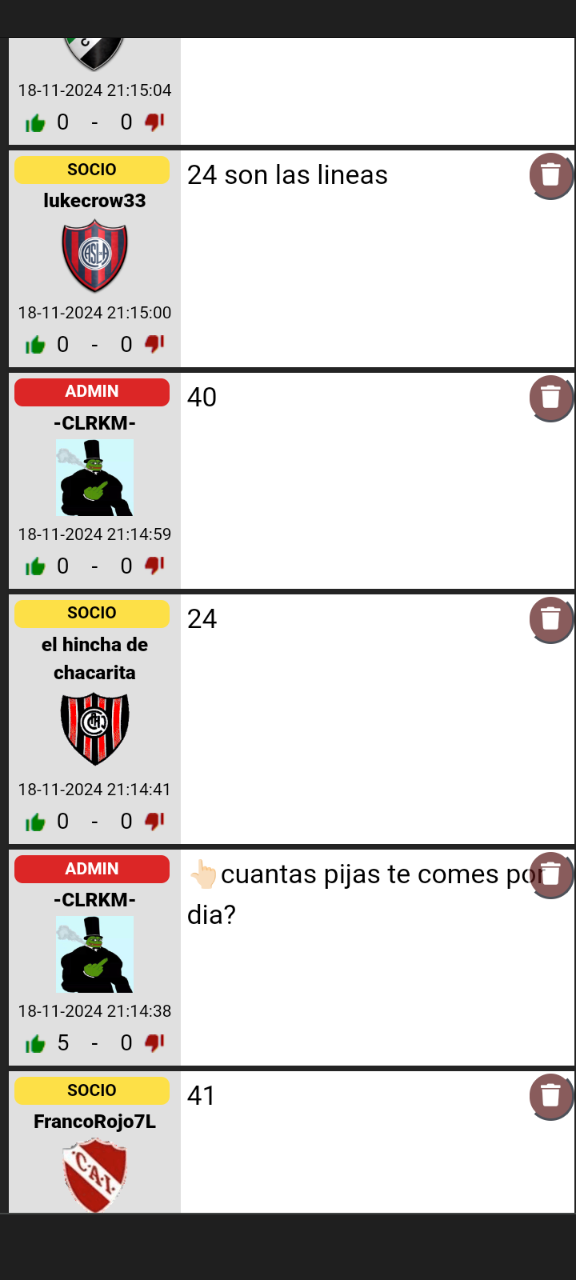 18-11-2024 21:15:04
0 - 0
SOCIO
lukecrow33
CASLA
18-11-2024 21:15:00
0 - 0
24 son las lineas
ADMIN
-CLRKM-
18-11-2024 21:14:59
0 - 0
40
SOCIO
el hincha de
chacarita
18-11-2024 21:14:41
0 - 0
24
ADMIN
-CLRKM-
18-11-2024 21:14:38
5 - 0
👆🏻cuantas pijas te comes por
dia?
SOCIO
FrancoRojo7L
C.A.I.
41